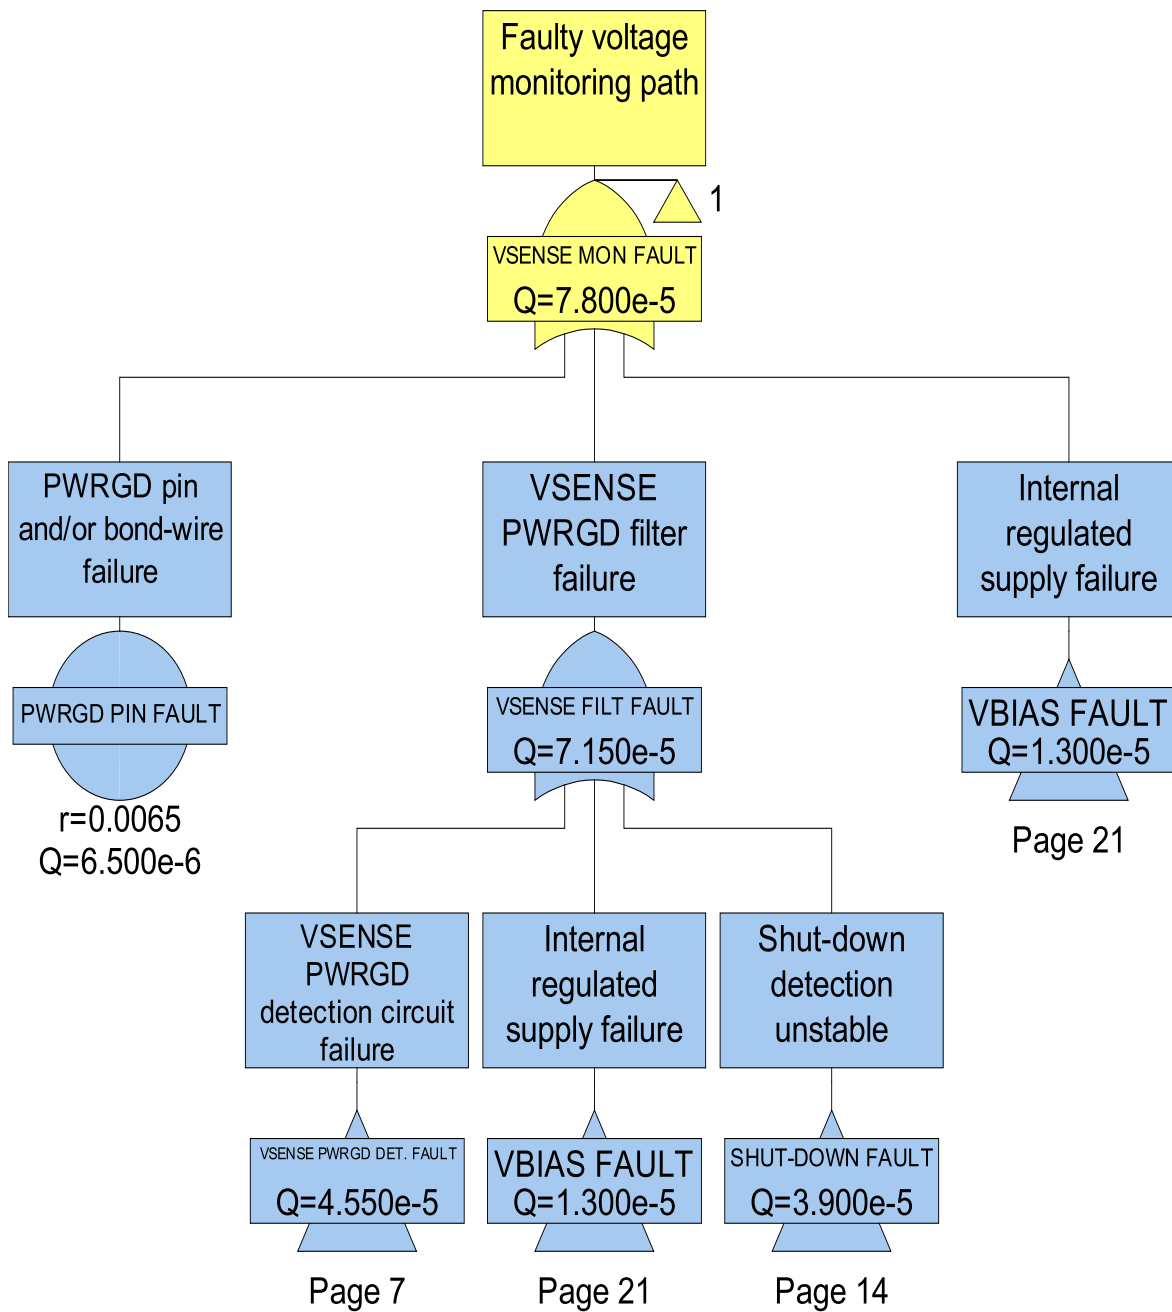 Faulty voltage
monitoring path
1
VSENSE MON FAULT
Q=7.800e-5
PWRGD pin
and/or bond-wire
failure
PWRGD PIN FAULT
r=0.0065
Q=6.500e-6
VSENSE
PWRGD filter
failure
VSENSE FILT FAULT
Q=7.150e-5
Internal
regulated
supply failure
VBIAS FAULT
Q=1.300e-5
Page 21
VSENSE
PWRGD
detection circuit
failure
VSENSE PWRGD DET. FAULT
Q=4.550e-5
Page 7
Internal
regulated
supply failure
VBIAS FAULT
Q=1.300e-5
Page 21
Shut-down
detection
unstable
SHUT-DOWN FAULT
Q=3.900e-5
Page 14